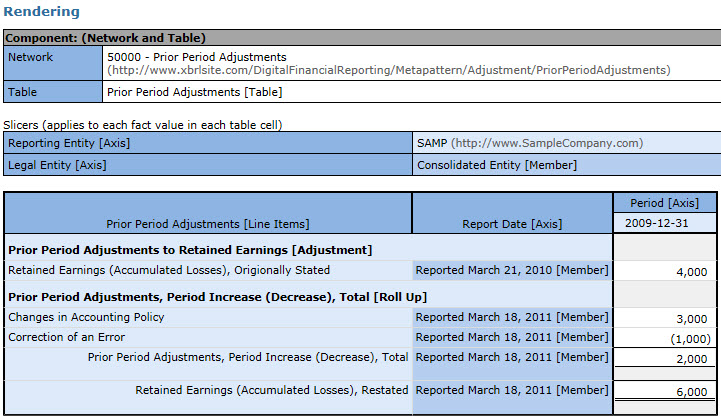 Rendering
Component: (Network and Table)
Network 50000 - Prior Period Adjustments
(http://www.xbrlsite.com/DigitalFinancialReporting/Metapattern/Adjustment/PriorPeriodAdjustments)
Table Prior Period Adjustments [Table]
Slicers (applies to each fact value in each table cell)
Reporting Entity [Axis] SAMP (http://www.SampleCompany.com)
Legal Entity [Axis] Consolidated Entity [Member]
Period [Axis]
Prior Period Adjustments [Line Items] Report Date [Axis] 2009-12-31
Prior Period Adjustments to Retained Earnings [Adjustment]
Retained Earnings (Accumulated Losses), Origionally Stated Reported March 21, 2010 [Member] 4,000
Prior Period Adjustments, Period Increase (Decrease), Total [Roll Up]
Changes in Accounting Policy Reported March 18, 2011 [Member] 3,000
Correction of an Error Reported March 18, 2011 [Member] (1,000)
Prior Period Adjustments, Period Increase (Decrease), Total Reported March 18, 2011 [Member] 2,000
Retained Earnings (Accumulated Losses), Restated Reported March 18, 2011 [Member] 6,000